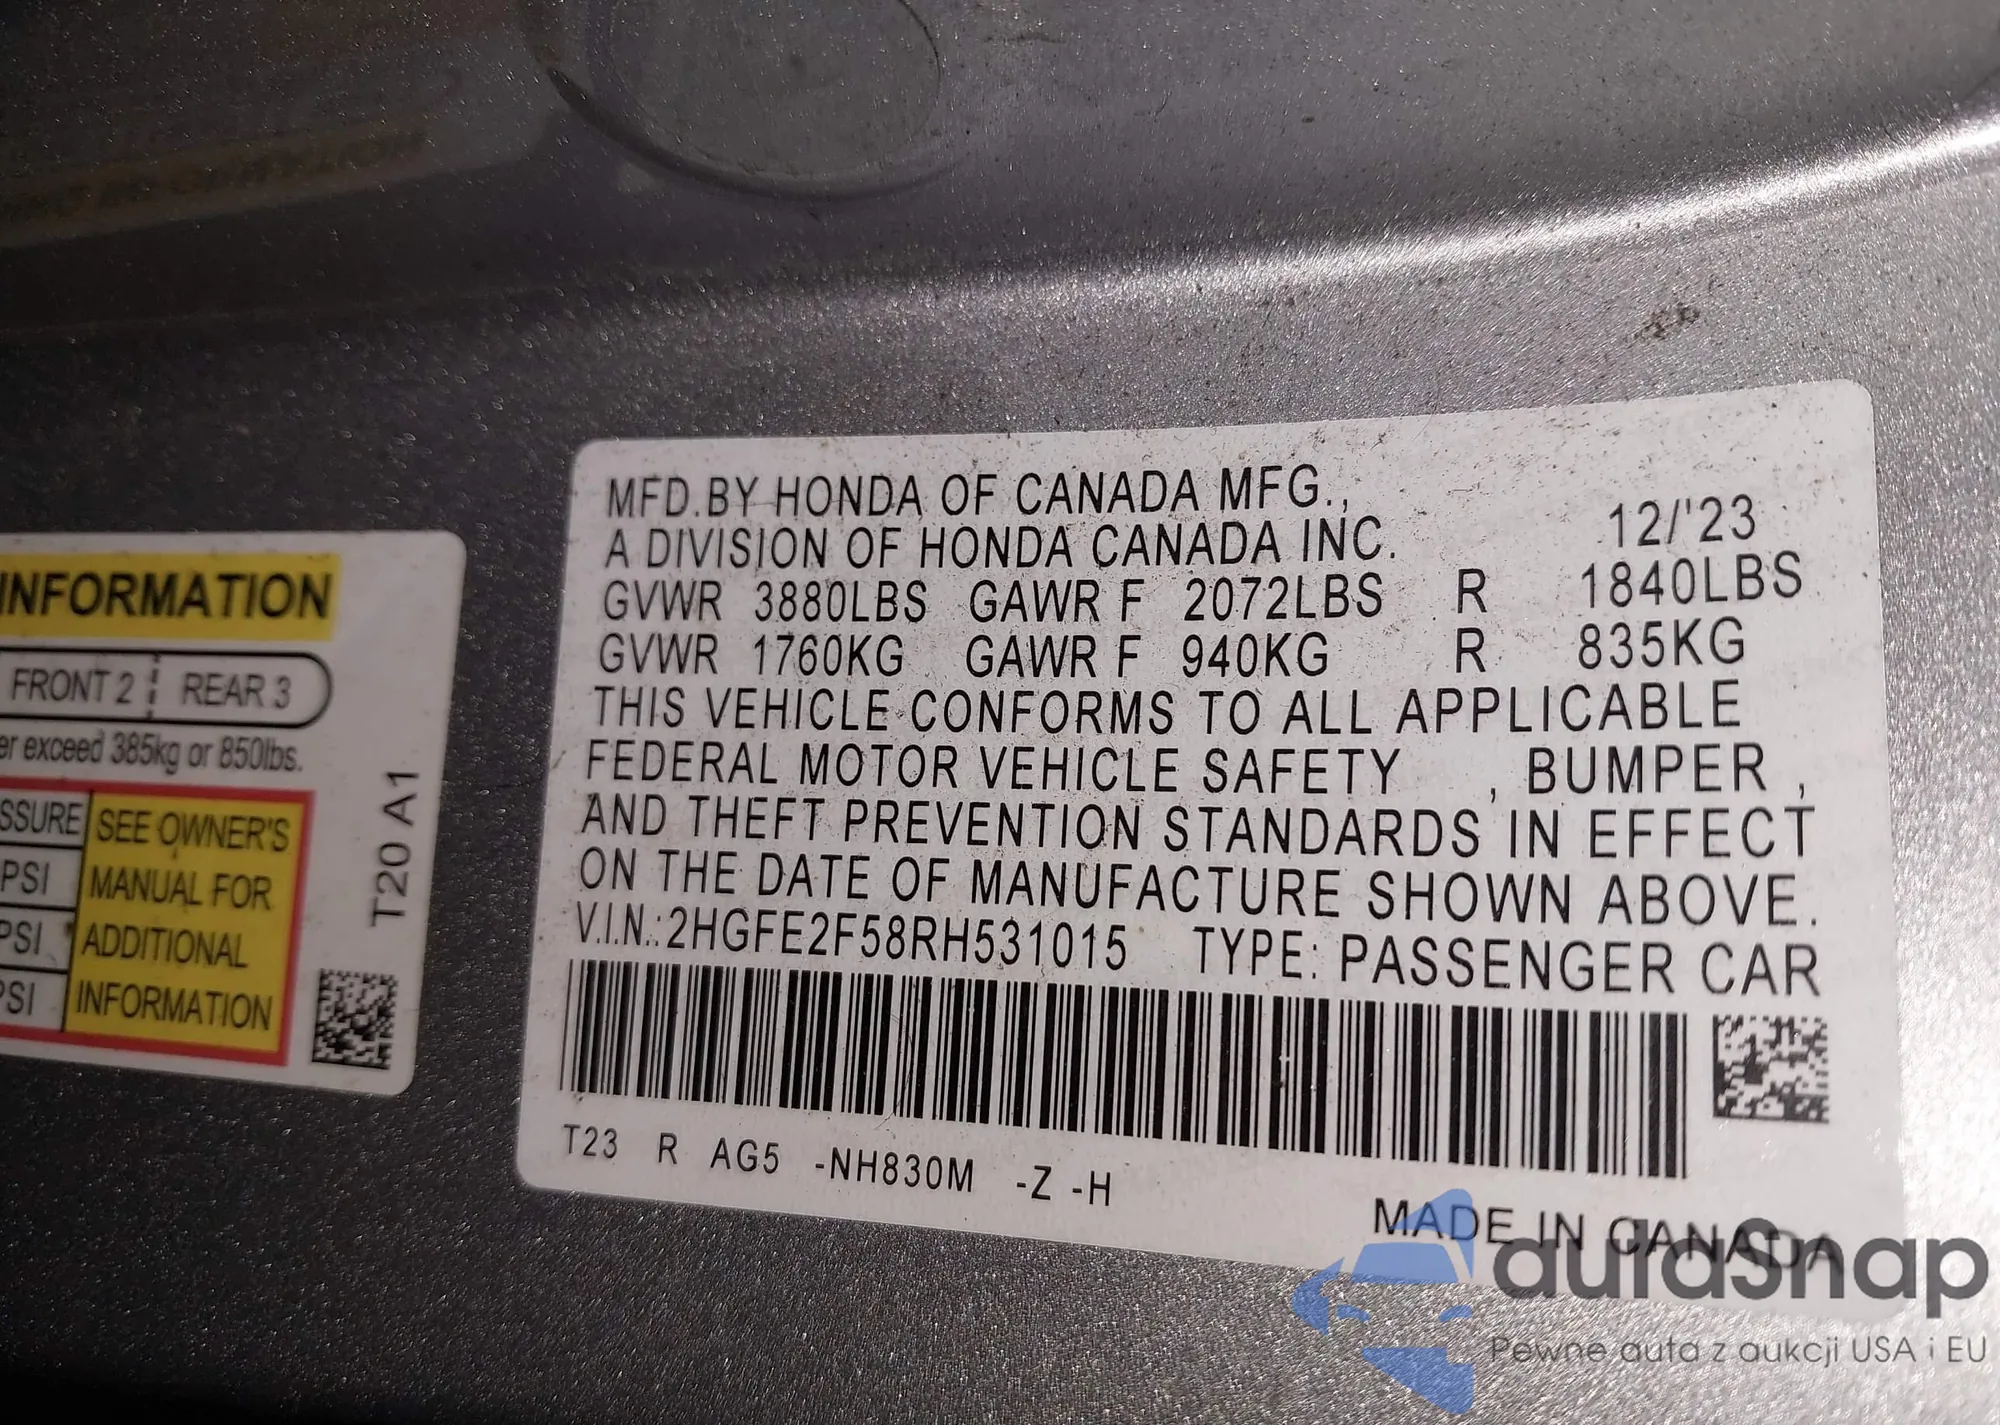 INFORMATION
FRONT 2 REAR 3
er exceed 385kg or 850lbs.
SSURE SEE OWNER'S
PSI MANUAL FOR
PSI ADDITIONAL
PSI INFORMATION
T20 A1
MFD.BY HONDA OF CANADA MFG.,
A DIVISION OF HONDA CANADA INC. 12/'23
GVWR 3880LBS GAWR F 2072LBS R 1840LBS
GVWR 1760KG GAWR F 940KG R 835KG
THIS VEHICLE CONFORMS TO ALL APPLICABLE
FEDERAL MOTOR VEHICLE SAFETY , BUMPER ,
AND THEFT PREVENTION STANDARDS IN EFFECT
ON THE DATE OF MANUFACTURE SHOWN ABOVE.
V.I.N.:2HGFE2F58RH531015 TYPE: PASSENGER CAR
T23 R AG5 -NH830M -Z -H
MADE IN CANADA
autaSnap
Pewne auta z aukcji USA i EU